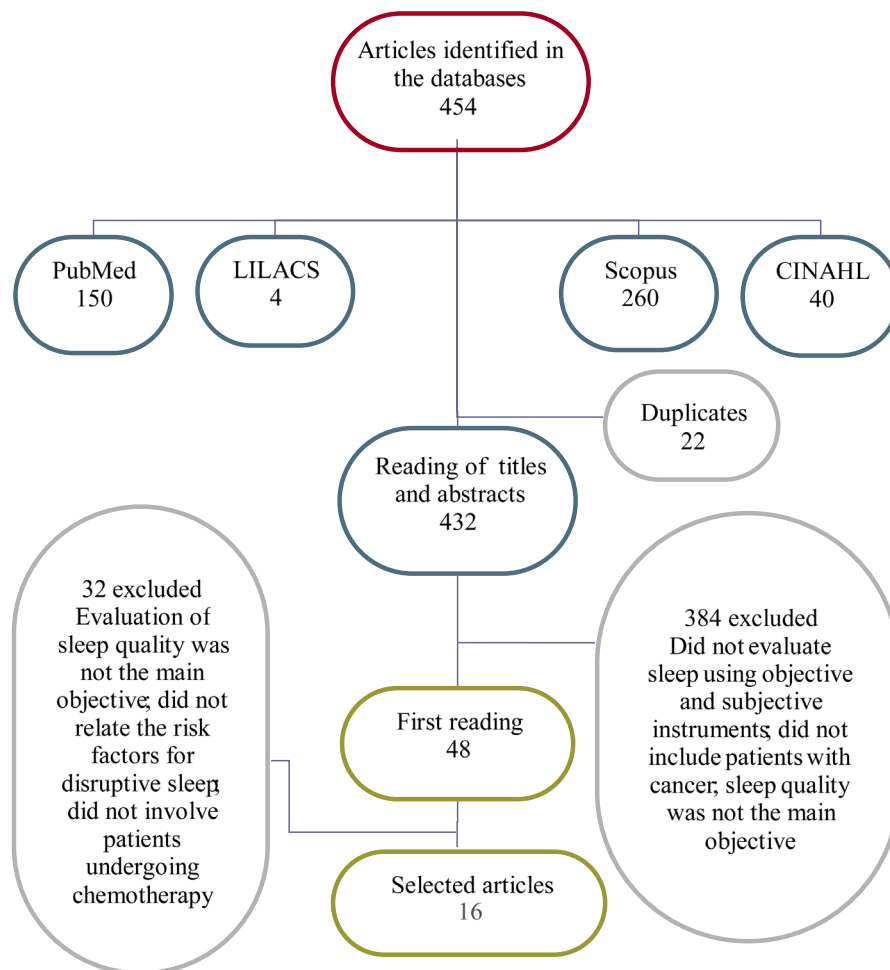 Articles identified in
the databases
454
PubMed
150
LILACS
4
Scopus
260
CINAHL
40
Duplicates
22
Reading of titles
and abstracts
432
32 excluded
Evaluation of
sleep quality was
not the main
objective; did not
relate the risk
factors for
disruptive sleep;
did not involve
patients
undergoing
chemotherapy
384 excluded
Did not evaluate
sleep using objective
and subjective
instruments; did not
include patients with
cancer; sleep quality
was not the main
objective
First reading
48
Selected articles
16